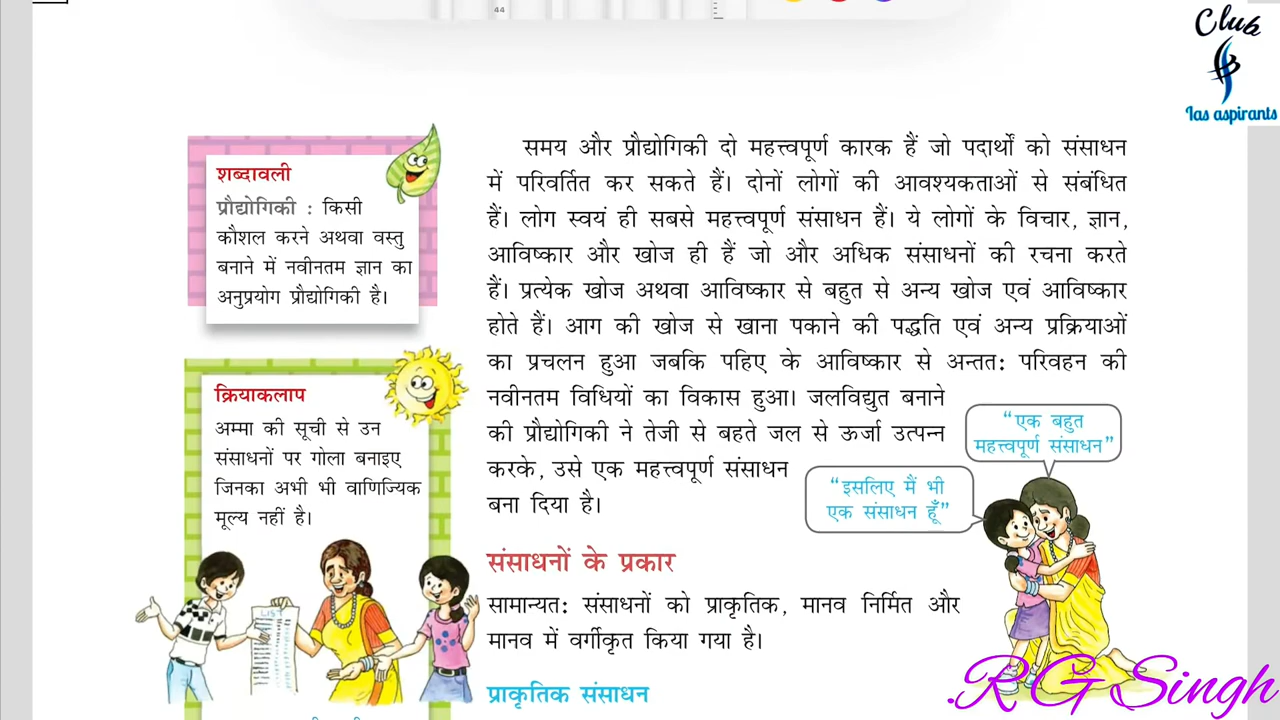 44
Club
Ias aspirants
शब्दावली
प्रौद्योगिकी : किसी
कौशल करने अथवा वस्तु
बनाने में नवीनतम ज्ञान का
अनुप्रयोग प्रौद्योगिकी है।
क्रियाकलाप
अम्मा की सूची से उन
संसाधनों पर गोला बनाइए
जिनका अभी भी वाणिज्यिक
मूल्य नहीं है।
LIST
समय और प्रौद्योगिकी दो महत्त्वपूर्ण कारक हैं जो पदार्थों को संसाधन
में परिवर्तित कर सकते हैं। दोनों लोगों की आवश्यकताओं से संबंधित
हैं। लोग स्वयं ही सबसे महत्त्वपूर्ण संसाधन हैं। ये लोगों के विचार, ज्ञान,
आविष्कार और खोज ही हैं जो और अधिक संसाधनों की रचना करते
हैं। प्रत्येक खोज अथवा आविष्कार से बहुत से अन्य खोज एवं आविष्कार
होते हैं। आग की खोज से खाना पकाने की पद्धति एवं अन्य प्रक्रियाओं
का प्रचलन हुआ जबकि पहिए के आविष्कार से अन्तत: परिवहन की
नवीनतम विधियों का विकास हुआ। जलविद्युत बनाने
की प्रौद्योगिकी ने तेजी से बहते जल से ऊर्जा उत्पन्न
करके, उसे एक महत्त्वपूर्ण संसाधन
बना दिया है।
“एक बहुत
महत्त्वपूर्ण संसाधन”
“इसलिए मैं भी
एक संसाधन हूँ”
संसाधनों के प्रकार
सामान्यत: संसाधनों को प्राकृतिक, मानव निर्मित और
मानव में वर्गीकृत किया गया है।
प्राकृतिक संसाधन
.RG Singh